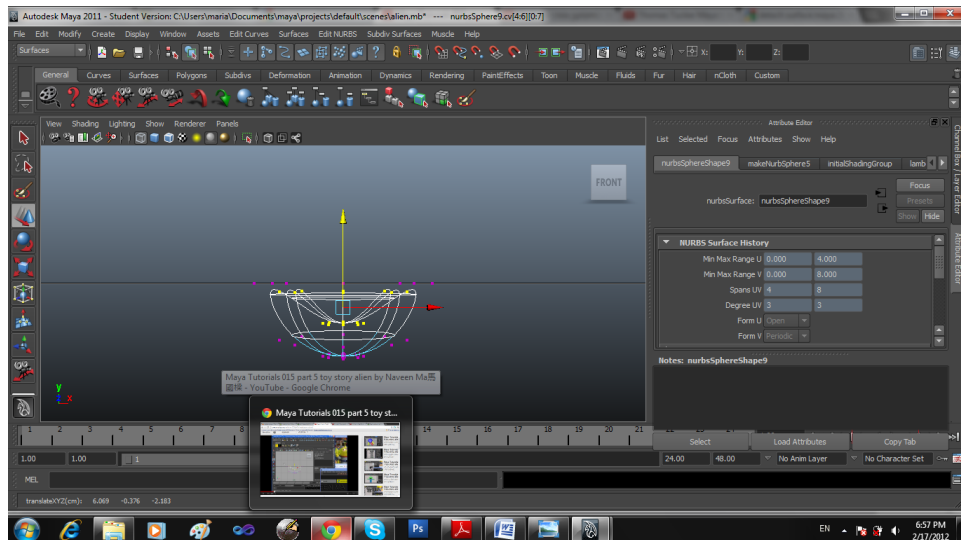 Autodesk Maya 2011 - Student Version: C:\Users\maria\Documents\maya\projects\default\scenes\alien.mb* --- nurbsSphere9.cv[4:6][0:7]
File Edit Modify Create Display Window Assets Edit Curves Surfaces Edit NURBS Subdiv Surfaces Muscle Help
Surfaces X: Y: Z:
General Curves Surfaces Polygons Subdivs Deformation Animation Dynamics Rendering PaintEffects Toon Muscle Fluids Fur Hair nCloth Custom
View Shading Lighting Show Renderer Panels
Attribute Editor
List Selected Focus Attributes Show Help
nurbsSphereShape9 makeNurbSphere5 initialShadingGroup lamb
FRONT
Focus
nurbsSurface: nurbsSphereShape9
Presets
Show Hide
Channel Box / Layer Editor
Attribute Editor
NURBS Surface History
Min Max Range U 0.000 4.000
Min Max Range V 0.000 8.000
Spans UV 4 8
Degree UV 3 3
Form U Open
Form V Periodic
Notes: nurbsSphereShape9
Maya Tutorials 015 part 5 toy story alien by Naveen Ma馬
- YouTube - Google Chrome
y
x
Maya Tutorials 015 part 5 toy st...
1 2 3 4 5 6 7 8 14 15 16 17 18 19 20 21 22 23 24
Select Load Attributes Copy Tab
1.00 1.00 1 24.00 48.00 No Anim Layer No Character Set
MEL
translateXYZ(cm): 6.069 -0.376 -2.183
Ps
EN 6:57 PM
2/17/2012